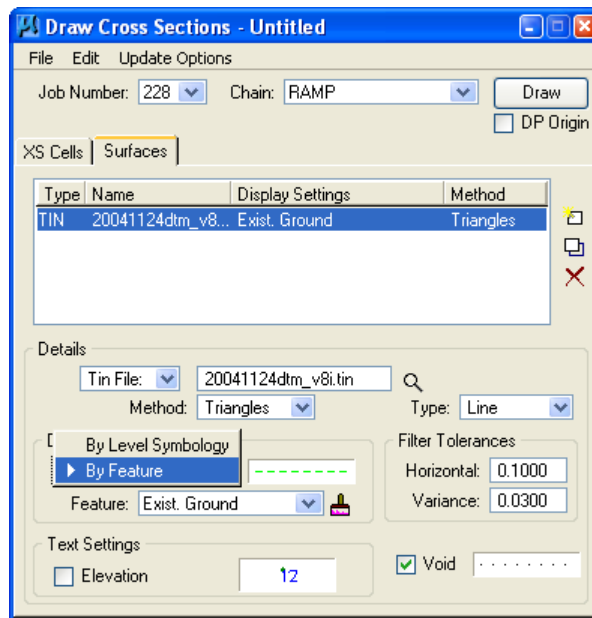 Draw Cross Sections - Untitled
File Edit Update Options
Job Number: 228 Chain: RAMP Draw
DP Origin
XS Cells Surfaces
Type Name Display Settings Method
TIN 20041124dtm_v8... Exist. Ground Triangles
Details
Tin File: 20041124dtm_v8i.tin
Method: Triangles Type: Line
By Level Symbology Filter Tolerances
By Feature Horizontal: 0.1000
Feature: Exist. Ground Variance: 0.0300
Text Settings
Elevation 12 Void